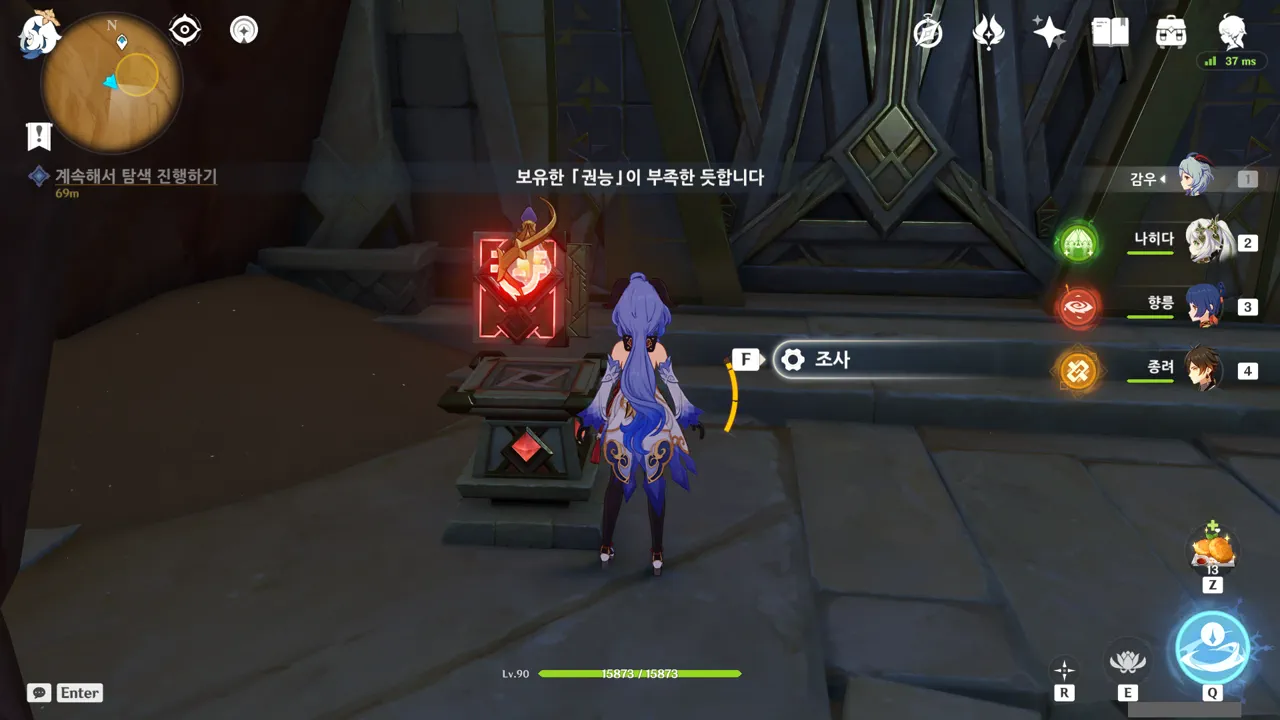 N
37 ms
계속해서 탐색 진행하기
69m
보유한 「권능」이 부족한 듯합니다
감우
1
나히다
2
향릉
3
종려
4
F
조사
13
Z
Lv.90
15873 / 15873
Enter
R
E
Q